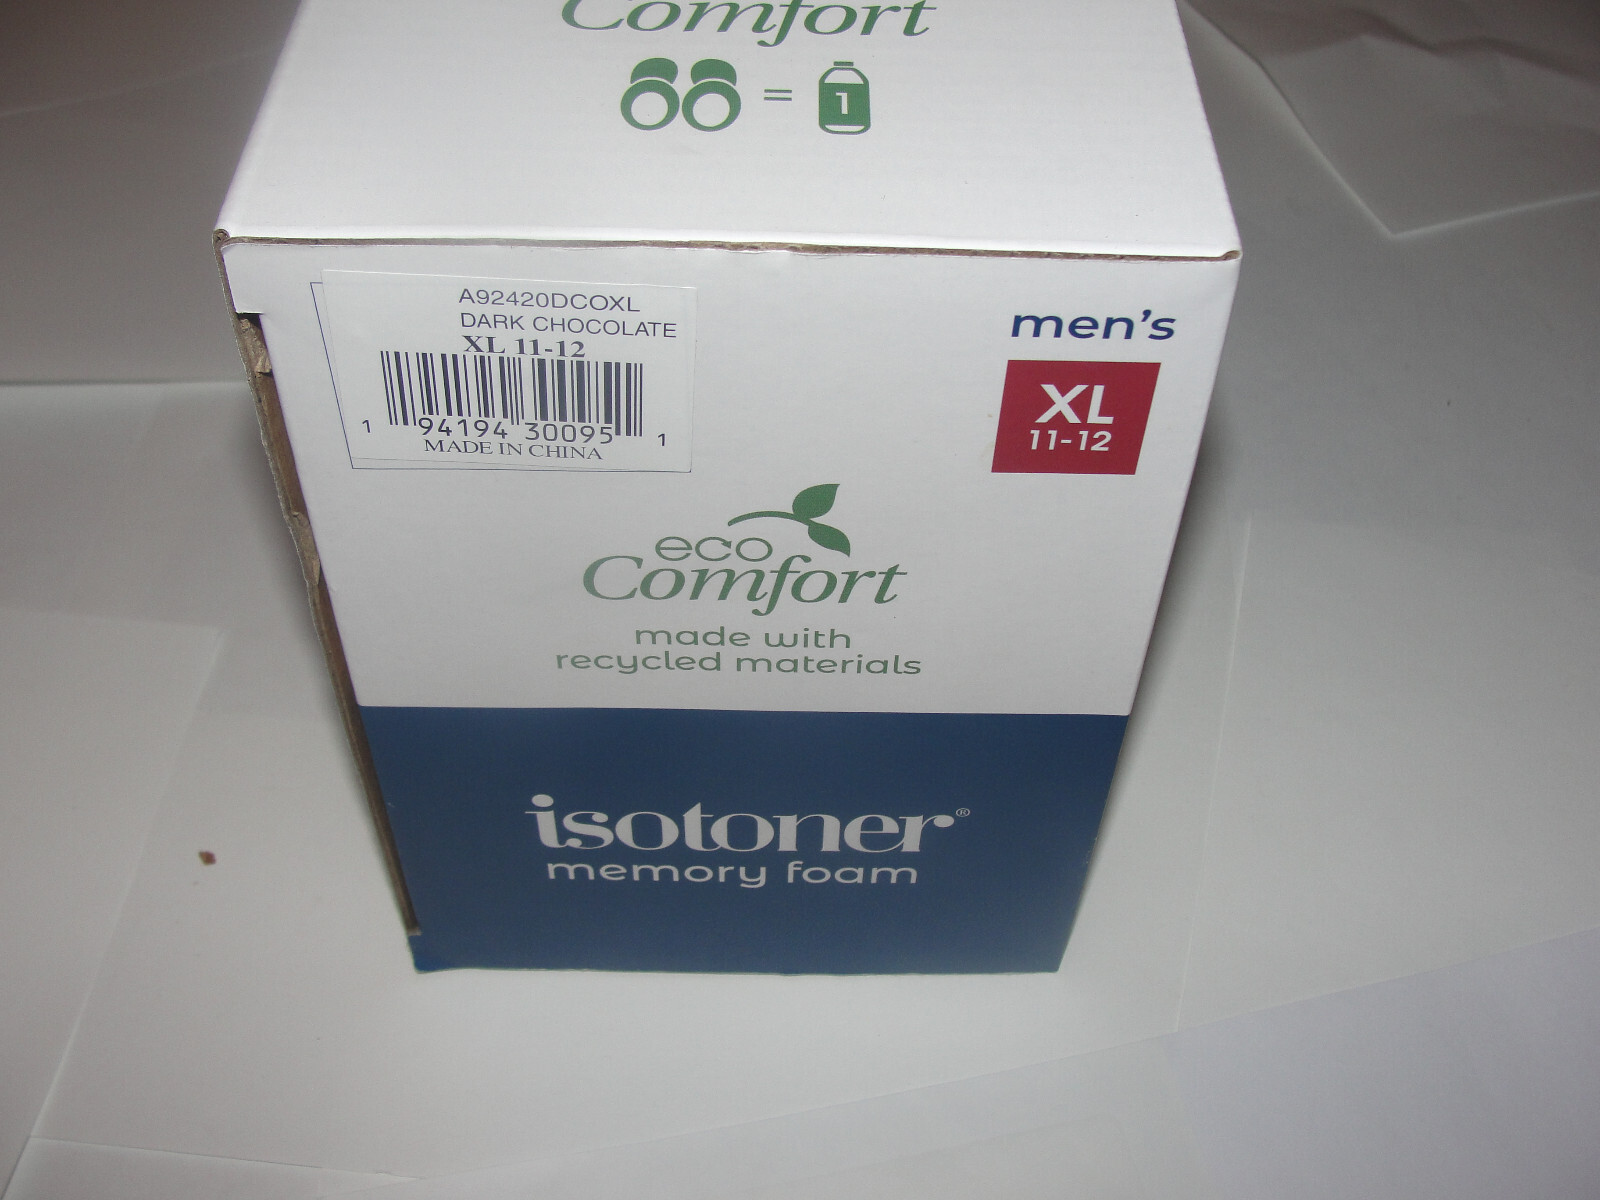 Comfort
= 1
A92420DCOXL
DARK CHOCOLATE
XL 11-12
1 94194 30095 1
MADE IN CHINA
men's
XL
11-12
eco
Comfort
made with
recycled materials
isotoner®
memory foam